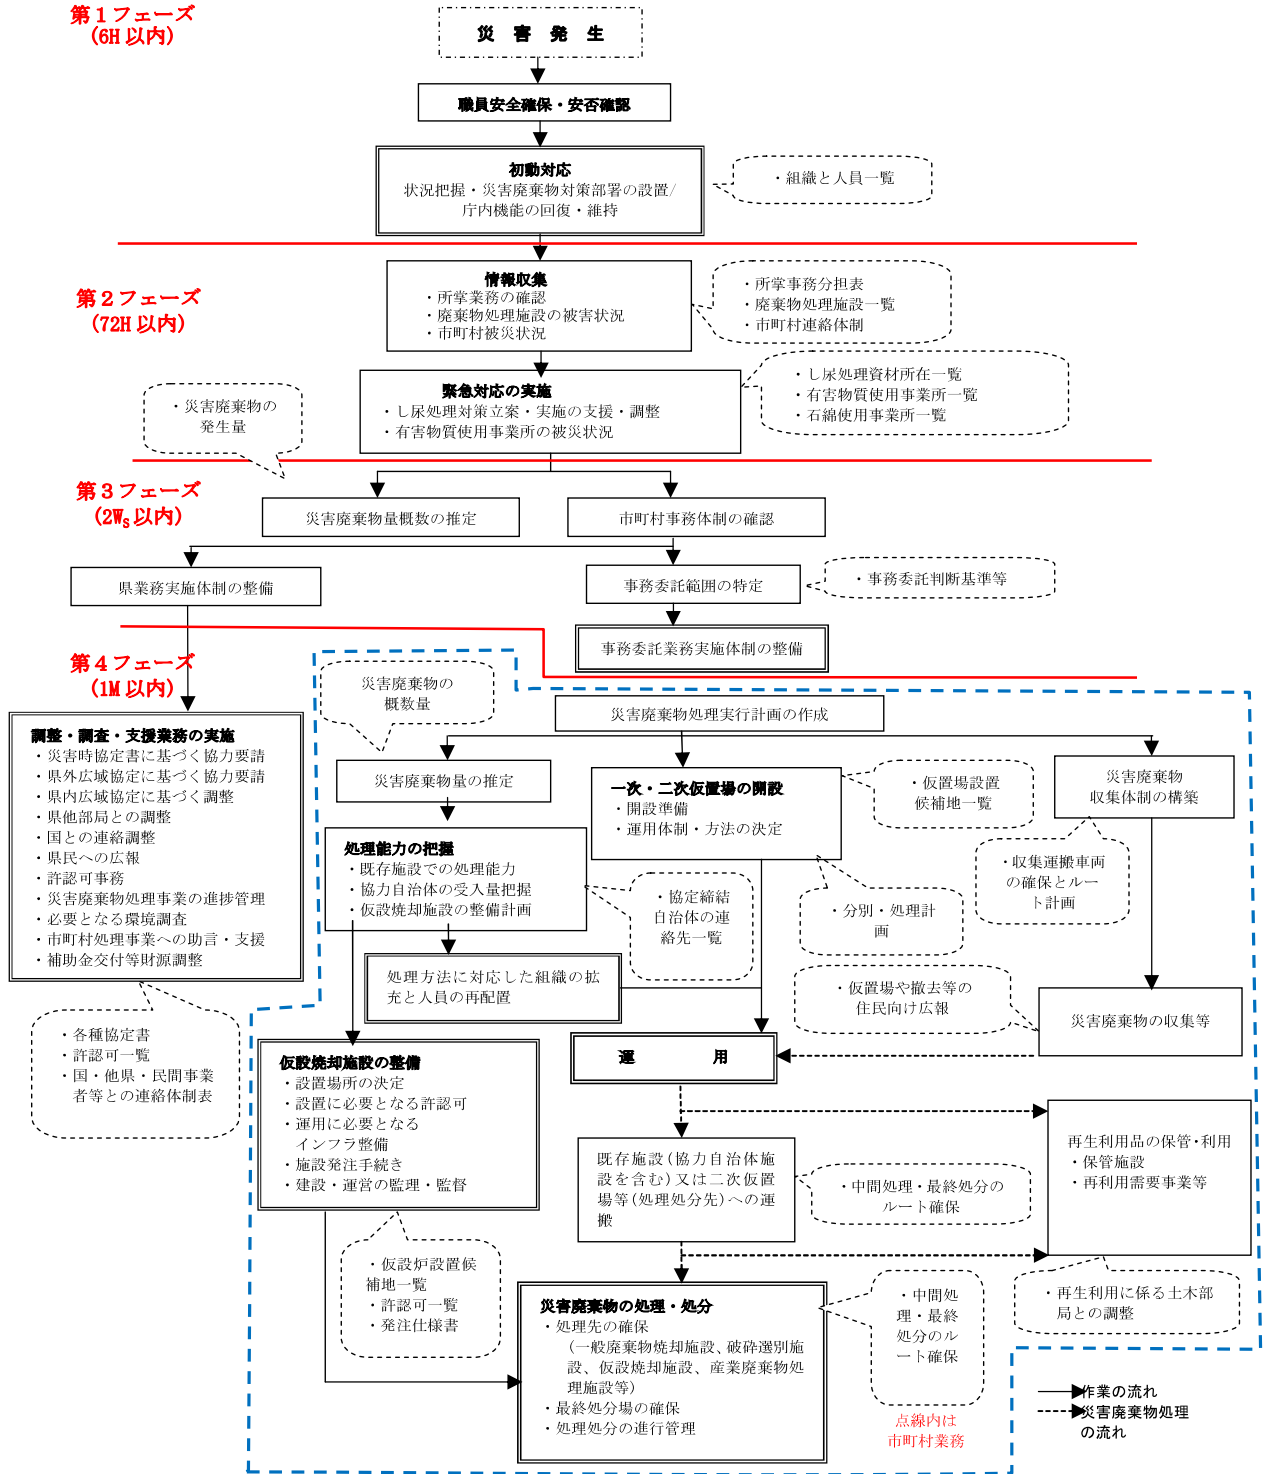 第１フェーズ
(6H 以内)
災 害 発 生
職員安全確保・安否確認
初動対応
状況把握・災害廃棄物対策部署の設置/
庁内機能の回復・維持
・組織と人員一覧
第２フェーズ
(72H 以内)
情報収集
・所掌業務の確認
・廃棄物処理施設の被害状況
・市町村被災状況
・所掌事務分担表
・廃棄物処理施設一覧
・市町村連絡体制
緊急対応の実施
・し尿処理対策立案・実施の支援・調整
・有害物質使用事業所の被災状況
・し尿処理資材所在一覧
・有害物質使用事業所一覧
・石綿使用事業所一覧
・災害廃棄物の
発生量
第３フェーズ
(2Ws 以内)
災害廃棄物量概数の推定
市町村事務体制の確認
県業務実施体制の整備
事務委託範囲の特定
・事務委託判断基準等
事務委託業務実施体制の整備
第４フェーズ
(1M 以内)
調整・調査・支援業務の実施
・災害時協定書に基づく協力要請
・県外広域協定に基づく協力要請
・県内広域協定に基づく調整
・県他部局との調整
・国との連絡調整
・県民への広報
・許認可事務
・災害廃棄物処理事業の進捗管理
・必要となる環境調査
・市町村処理事業への助言・支援
・補助金交付等財源調整
・各種協定書
・許認可一覧
・国・他県・民間事業
者等との連絡体制表
災害廃棄物の
概数量
災害廃棄物処理実行計画の作成
災害廃棄物量の推定
一次・二次仮置場の開設
・開設準備
・運用体制・方法の決定
・仮置場設置
候補地一覧
災害廃棄物
収集体制の構築
処理能力の把握
・既存施設での処理能力
・協力自治体の受入量把握
・仮設焼却施設の整備計画
・協定締結
自治体の連
絡先一覧
・分別・処理計
画
・収集運搬車両
の確保とルー
ト計画
処理方法に対応した組織の拡
充と人員の再配置
・仮置場や撤去等の
住民向け広報
災害廃棄物の収集等
運 用
仮設焼却施設の整備
・設置場所の決定
・設置に必要となる許認可
・運用に必要となる
インフラ整備
・施設発注手続き
・建設・運営の監理・監督
既存施設(協力自治体施
設を含む)又は二次仮置
場等(処理処分先)への運
搬
・中間処理・最終処分の
ルート確保
再生利用品の保管・利用
・保管施設
・再利用需要事業等
・仮設炉設置候
補地一覧
・許認可一覧
・発注仕様書
災害廃棄物の処理・処分
・処理先の確保
(一般廃棄物焼却施設、破砕選別施
設、仮設焼却施設、産業廃棄物処
理施設等)
・最終処分場の確保
・処理処分の進行管理
・中間処
理・最終
処分のル
ート確保
・再生利用に係る土木部
局との調整
点線内は
市町村業務
作業の流れ
災害廃棄物処理
の流れ